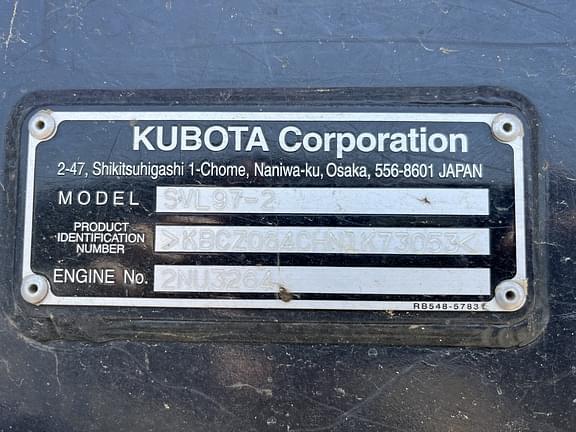 KUBOTA Corporation
2-47, Shikitsuhigashi 1-Chome, Naniwa-ku, Osaka, 556-8601 JAPAN
MODEL SVL97-2
PRODUCT
IDENTIFICATION
NUMBER >KBCZ084CHN1K73053<
ENGINE No. 2NU3264
RB548-5783